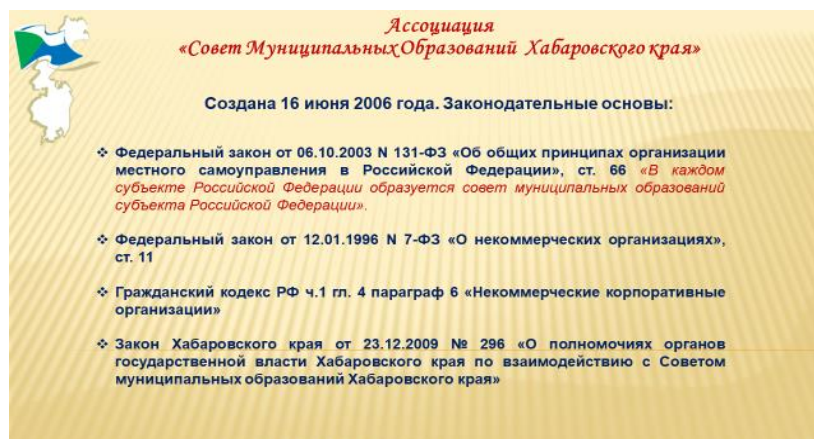 Ассоциация
«Совет Муниципальных Образований Хабаровского края»
Создана 16 июня 2006 года. Законодательные основы:
❖ Федеральный закон от 06.10.2003 N 131-ФЗ «Об общих принципах организации
местного самоуправления в Российской Федерации», ст. 66 «В каждом
субъекте Российской Федерации образуется совет муниципальных образований
субъекта Российской Федерации».
❖ Федеральный закон от 12.01.1996 N 7-ФЗ «О некоммерческих организациях»,
ст. 11
❖ Гражданский кодекс РФ ч.1 гл. 4 параграф 6 «Некоммерческие корпоративные
организации»
❖ Закон Хабаровского края от 23.12.2009 № 296 «О полномочиях органов
государственной власти Хабаровского края по взаимодействию с Советом
муниципальных образований Хабаровского края»